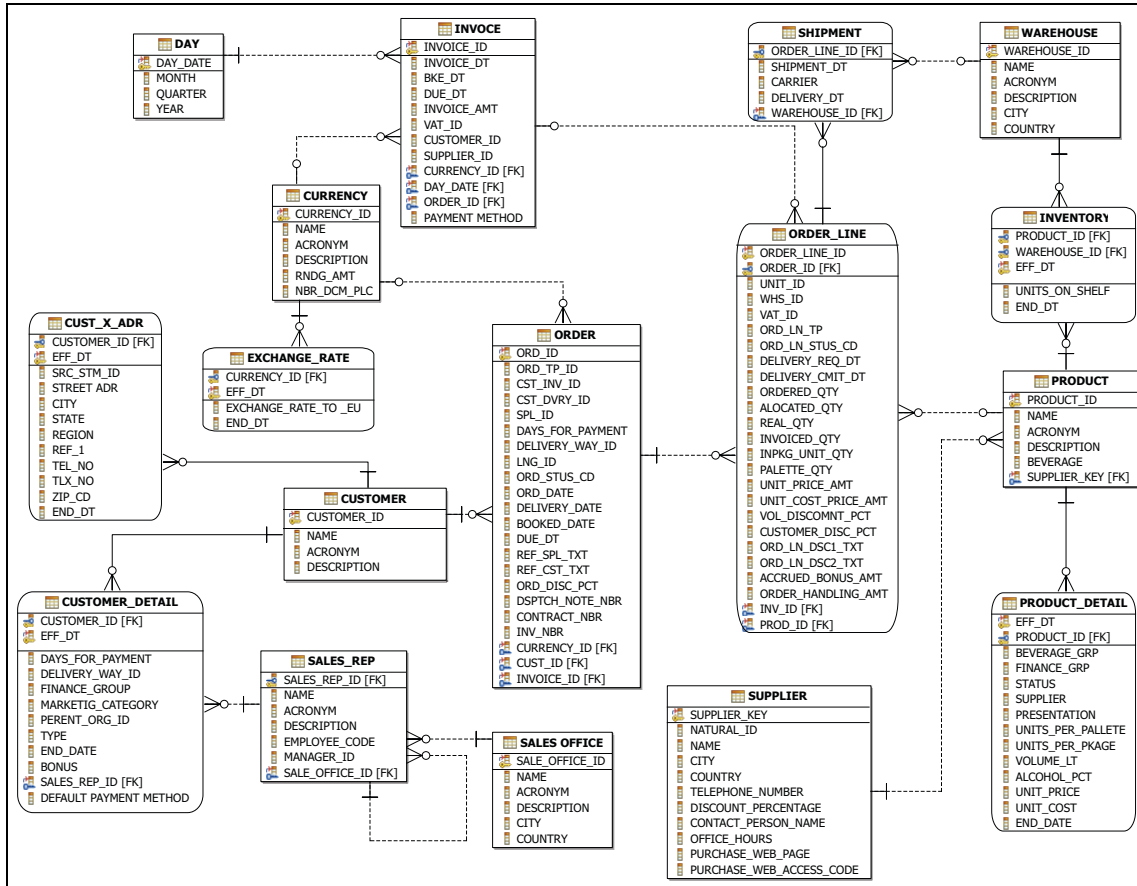 DAY
DAY_DATE
MONTH
QUARTER
YEAR
INVOCE
INVOICE_ID
INVOICE_DT
BKE_DT
DUE_DT
INVOICE_AMT
VAT_ID
CUSTOMER_ID
SUPPLIER_ID
CURRENCY_ID [FK]
DAY_DATE [FK]
ORDER_ID [FK]
PAYMENT METHOD
SHIPMENT
ORDER_LINE_ID [FK]
SHIPMENT_DT
CARRIER
DELIVERY_DT
WAREHOUSE_ID [FK]
WAREHOUSE
WAREHOUSE_ID
NAME
ACRONYM
DESCRIPTION
CITY
COUNTRY
CURRENCY
CURRENCY_ID
NAME
ACRONYM
DESCRIPTION
RNDG_AMT
NBR_DCM_PLC
INVENTORY
PRODUCT_ID [FK]
WAREHOUSE_ID [FK]
EFF_DT
UNITS_ON_SHELF
END_DT
ORDER_LINE
ORDER_LINE_ID
ORDER_ID [FK]
UNIT_ID
WHS_ID
VAT_ID
ORD_LN_TP
ORD_LN_STUS_CD
DELIVERY_REQ_DT
DELIVERY_CMIT_DT
ORDERED_QTY
ALOCATED_QTY
REAL_QTY
INVOICED_QTY
INPKG_UNIT_QTY
PALETTE_QTY
UNIT_PRICE_AMT
UNIT_COST_PRICE_AMT
VOL_DISCOMNT_PCT
CUSTOMER_DISC_PCT
ORD_LN_DSC1_TXT
ORD_LN_DSC2_TXT
ACCRUED_BONUS_AMT
ORDER_HANDLING_AMT
INV_ID [FK]
PROD_ID [FK]
CUST_X_ADR
CUSTOMER_ID [FK]
EFF_DT
SRC_STM_ID
STREET ADR
CITY
STATE
REGION
REF_1
TEL_NO
TLX_NO
ZIP_CD
END_DT
EXCHANGE_RATE
CURRENCY_ID [FK]
EFF_DT
EXCHANGE_RATE_TO _EU
END_DT
ORDER
ORD_ID
ORD_TP_ID
CST_INV_ID
CST_DVRY_ID
SPL_ID
DAYS_FOR_PAYMENT
DELIVERY_WAY_ID
LNG_ID
ORD_STUS_CD
ORD_DATE
DELIVERY_DATE
BOOKED_DATE
DUE_DT
REF_SPL_TXT
REF_CST_TXT
ORD_DISC_PCT
DSPTCH_NOTE_NBR
CONTRACT_NBR
INV_NBR
CURRENCY_ID [FK]
CUST_ID [FK]
INVOICE_ID [FK]
PRODUCT
PRODUCT_ID
NAME
ACRONYM
DESCRIPTION
BEVERAGE
SUPPLIER_KEY [FK]
CUSTOMER
CUSTOMER_ID
NAME
ACRONYM
DESCRIPTION
CUSTOMER_DETAIL
CUSTOMER_ID [FK]
EFF_DT
DAYS_FOR_PAYMENT
DELIVERY_WAY_ID
FINANCE_GROUP
MARKETIG_CATEGORY
PERENT_ORG_ID
TYPE
END_DATE
BONUS
SALES_REP_ID [FK]
DEFAULT PAYMENT METHOD
SALES_REP
SALES_REP_ID [FK]
NAME
ACRONYM
DESCRIPTION
EMPLOYEE_CODE
MANAGER_ID
SALE_OFFICE_ID [FK]
SALES OFFICE
SALE_OFFICE_ID
NAME
ACRONYM
DESCRIPTION
CITY
COUNTRY
SUPPLIER
SUPPLIER_KEY
NATURAL_ID
NAME
CITY
COUNTRY
TELEPHONE_NUMBER
DISCOUNT_PERCENTAGE
CONTACT_PERSON_NAME
OFFICE_HOURS
PURCHASE_WEB_PAGE
PURCHASE_WEB_ACCESS_CODE
PRODUCT_DETAIL
EFF_DT
PRODUCT_ID [FK]
BEVERAGE_GRP
FINANCE_GRP
STATUS
SUPPLIER
PRESENTATION
UNITS_PER_PALLETE
UNITS_PER_PKAGE
VOLUME_LT
ALCOHOL_PCT
UNIT_PRICE
UNIT_COST
END_DATE